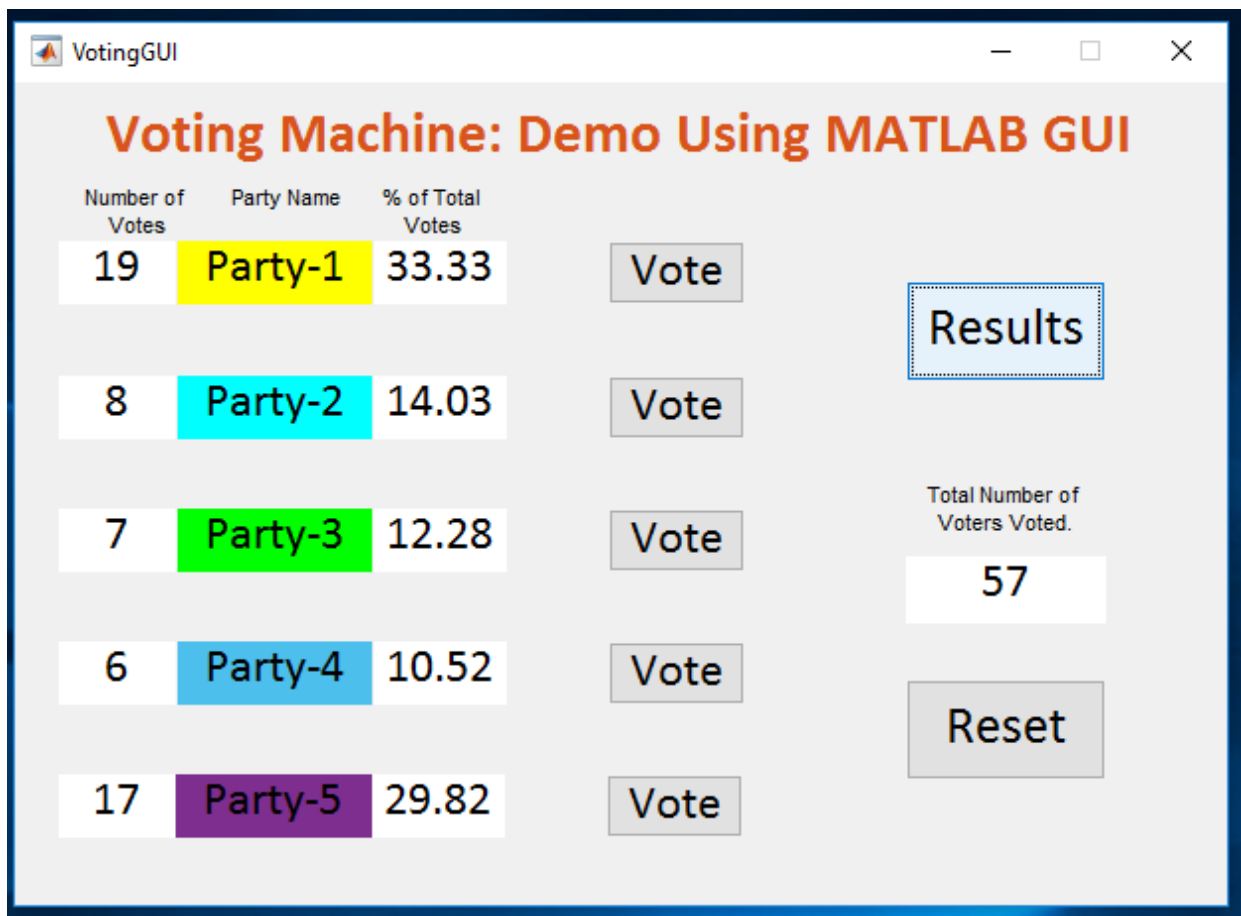 VotingGUI
Voting Machine: Demo Using MATLAB GUI
Number of Votes Party Name % of Total Votes
19 Party-1 33.33 Vote
Results
8 Party-2 14.03 Vote
Total Number of
Voters Voted.
7 Party-3 12.28 Vote
57
6 Party-4 10.52 Vote
Reset
17 Party-5 29.82 Vote